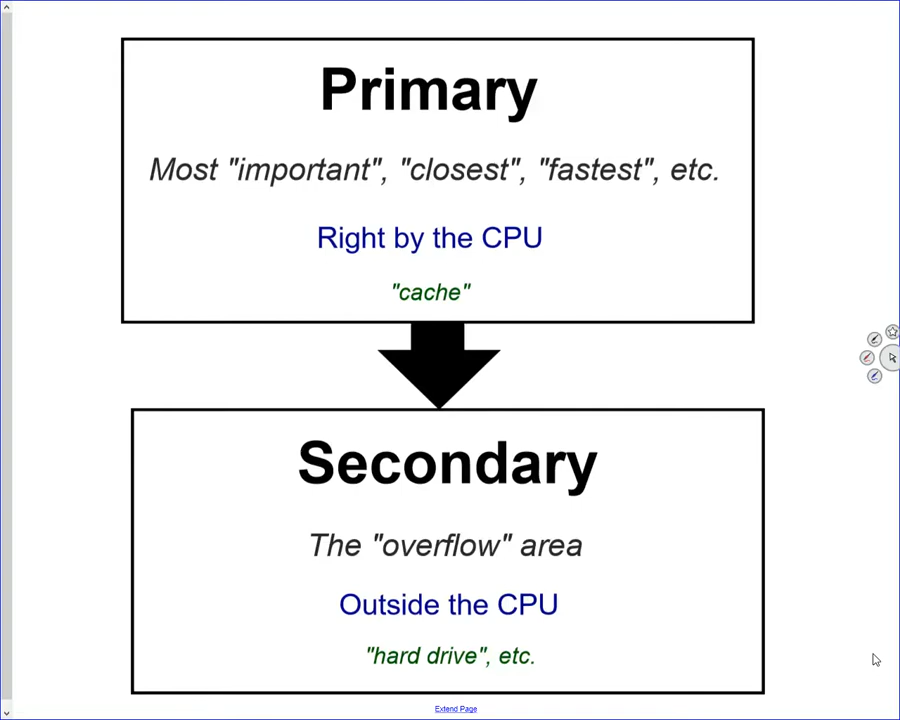 Primary
Most "important", "closest", "fastest", etc.
Right by the CPU
"cache"
Secondary
The "overflow" area
Outside the CPU
"hard drive", etc.
Extend Page